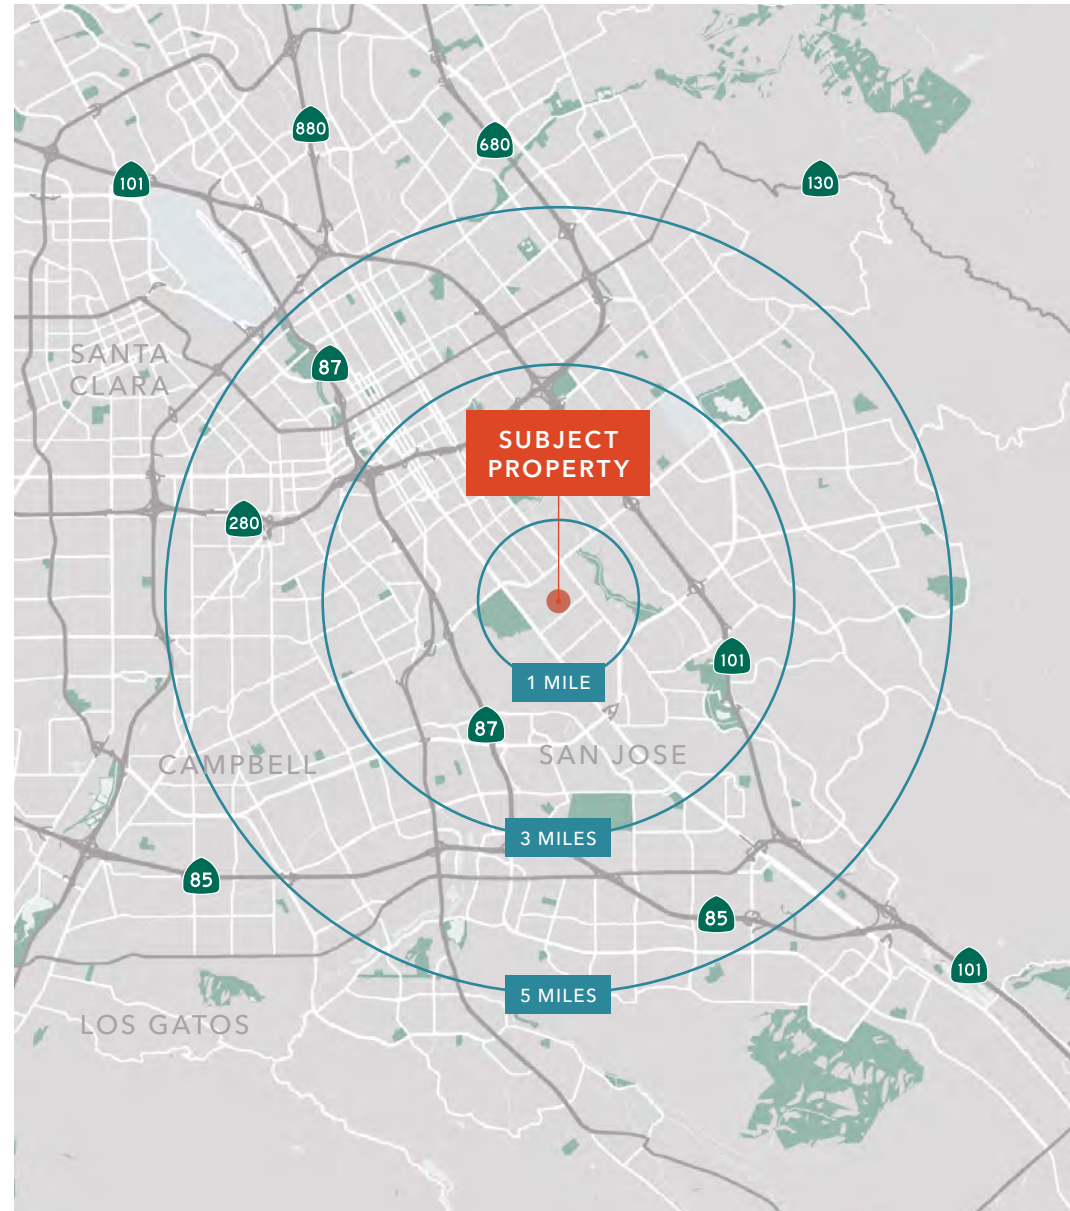 880
680
101
130
SANTA
CLARA
87
SUBJECT
PROPERTY
280
101
1 MILE
87
SAN JOSE
CAMPBELL
3 MILES
85
85
101
5 MILES
LOS GATOS